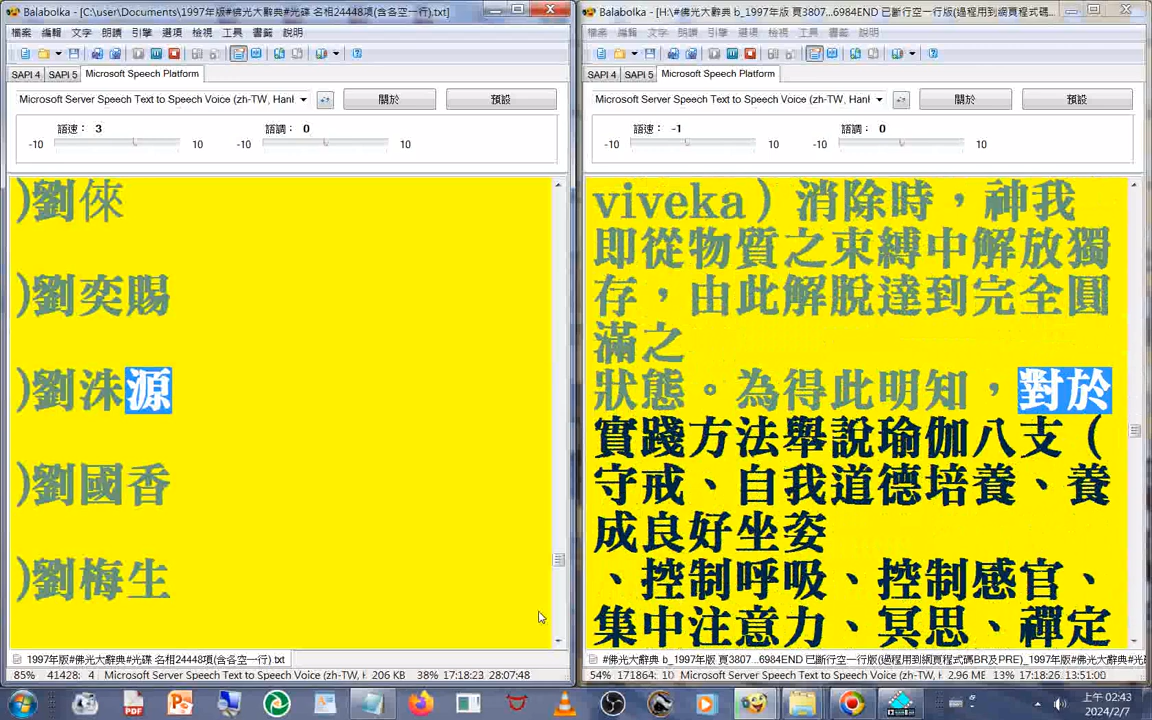 Balabolka - [C:\user\Documents\1997年版#佛光大辭典#光碟 名相24448項(含各空一行).txt]
檔案 編輯 文字 朗讀 引擎 選項 檢視 工具 書籤 說明
SAPI 4 SAPI 5 Microsoft Speech Platform
Microsoft Server Speech Text to Speech Voice (zh-TW, Hanl 關於 預設
語速： 3 語調： 0
-10 10 -10 10
)劉倈
)劉奕賜
)劉洙源
)劉國香
)劉梅生
1997年版#佛光大辭典#光碟 名相24448項(含各空一行).txt
85% 41428: 4 Microsoft Server Speech Text to Speech Voice (zh-TW, 206 KB 38% 17:18:23 28:07:48
Balabolka - [H:\#佛光大辭典 b_1997年版 頁3807...6984END 已斷行空一行版(過程用到網頁程式碼...
檔案 編輯 文字 朗讀 引擎 選項 檢視 工具 書籤 說明
SAPI 4 SAPI 5 Microsoft Speech Platform
Microsoft Server Speech Text to Speech Voice (zh-TW, Hanl 關於 預設
語速： -1 語調： 0
-10 10 -10 10
viveka）消除時，神我
即從物質之束縛中解放獨
存，由此解脫達到完全圓
滿之
狀態。為得此明知，對於
實踐方法舉說瑜伽八支（
守戒、自我道德培養、養
成良好坐姿
、控制呼吸、控制感官、
集中注意力、冥思、禪定
#佛光大辭典 b_1997年版 頁3807...6984END 已斷行空一行版(過程用到網頁程式碼BR及PRE)_1997年版#佛光
54% 171864: 10 Microsoft Server Speech Text to Speech Voice (zh-TW, 2.96 ME 13% 17:18:26 13:51:00
上午 02:43
2024/2/7